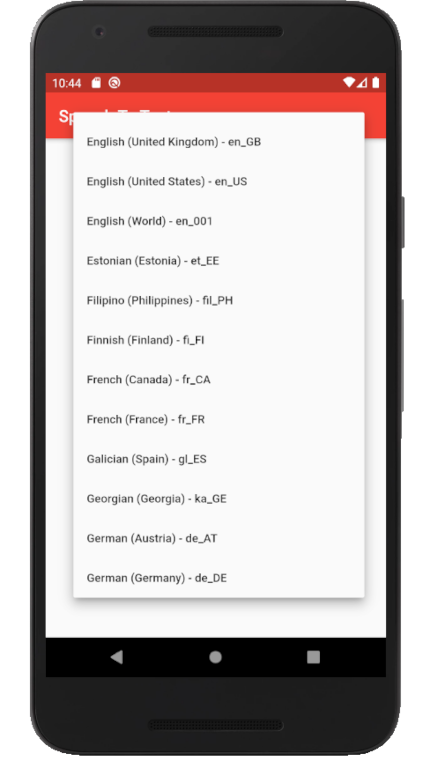 10:44
English (United Kingdom) - en_GB
English (United States) - en_US
English (World) - en_001
Estonian (Estonia) - et_EE
Filipino (Philippines) - fil_PH
Finnish (Finland) - fi_FI
French (Canada) - fr_CA
French (France) - fr_FR
Galician (Spain) - gl_ES
Georgian (Georgia) - ka_GE
German (Austria) - de_AT
German (Germany) - de_DE